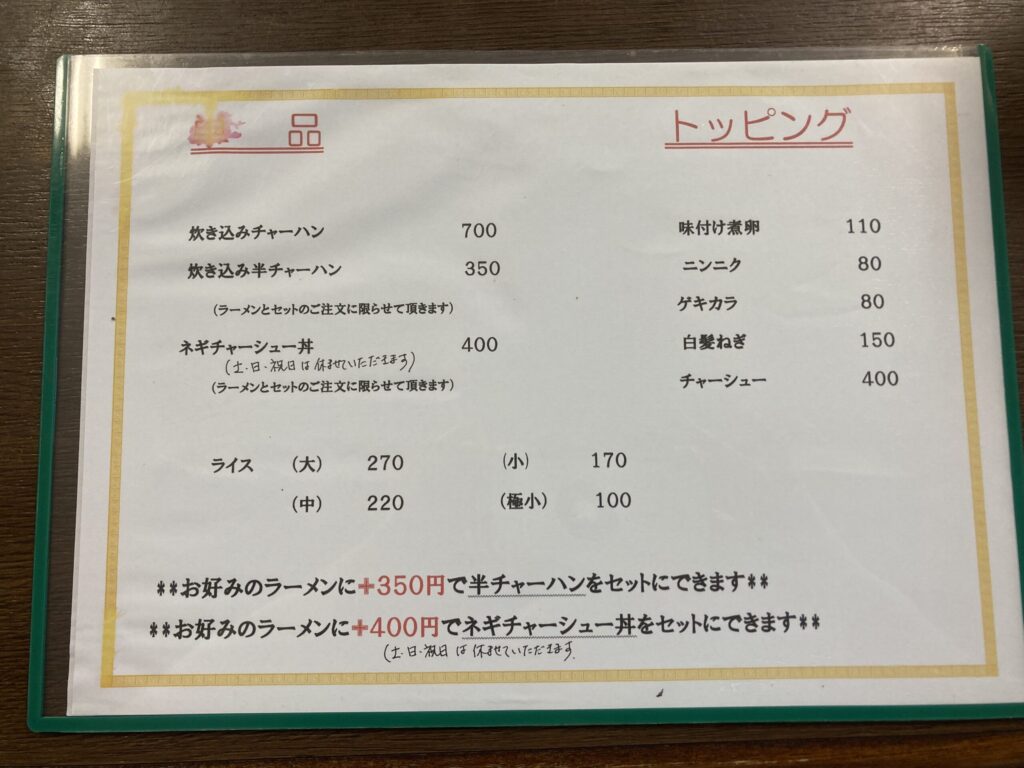 単 品
炊き込みチャーハン 700
炊き込み半チャーハン 350
(ラーメンとセットのご注文に限らせて頂きます)
ネギチャーシュー丼 400
(土・日・祝日は休ませていただきます)
(ラーメンとセットのご注文に限らせて頂きます)
トッピング
味付け煮卵 110
ニンニク 80
ゲキカラ 80
白髪ねぎ 150
チャーシュー 400
ライス (大) 270 (小) 170
(中) 220 (極小) 100
**お好みのラーメンに+350円で半チャーハンをセットにできます**
**お好みのラーメンに+400円でネギチャーシュー丼をセットにできます**
(土・日・祝日は休ませていただきます